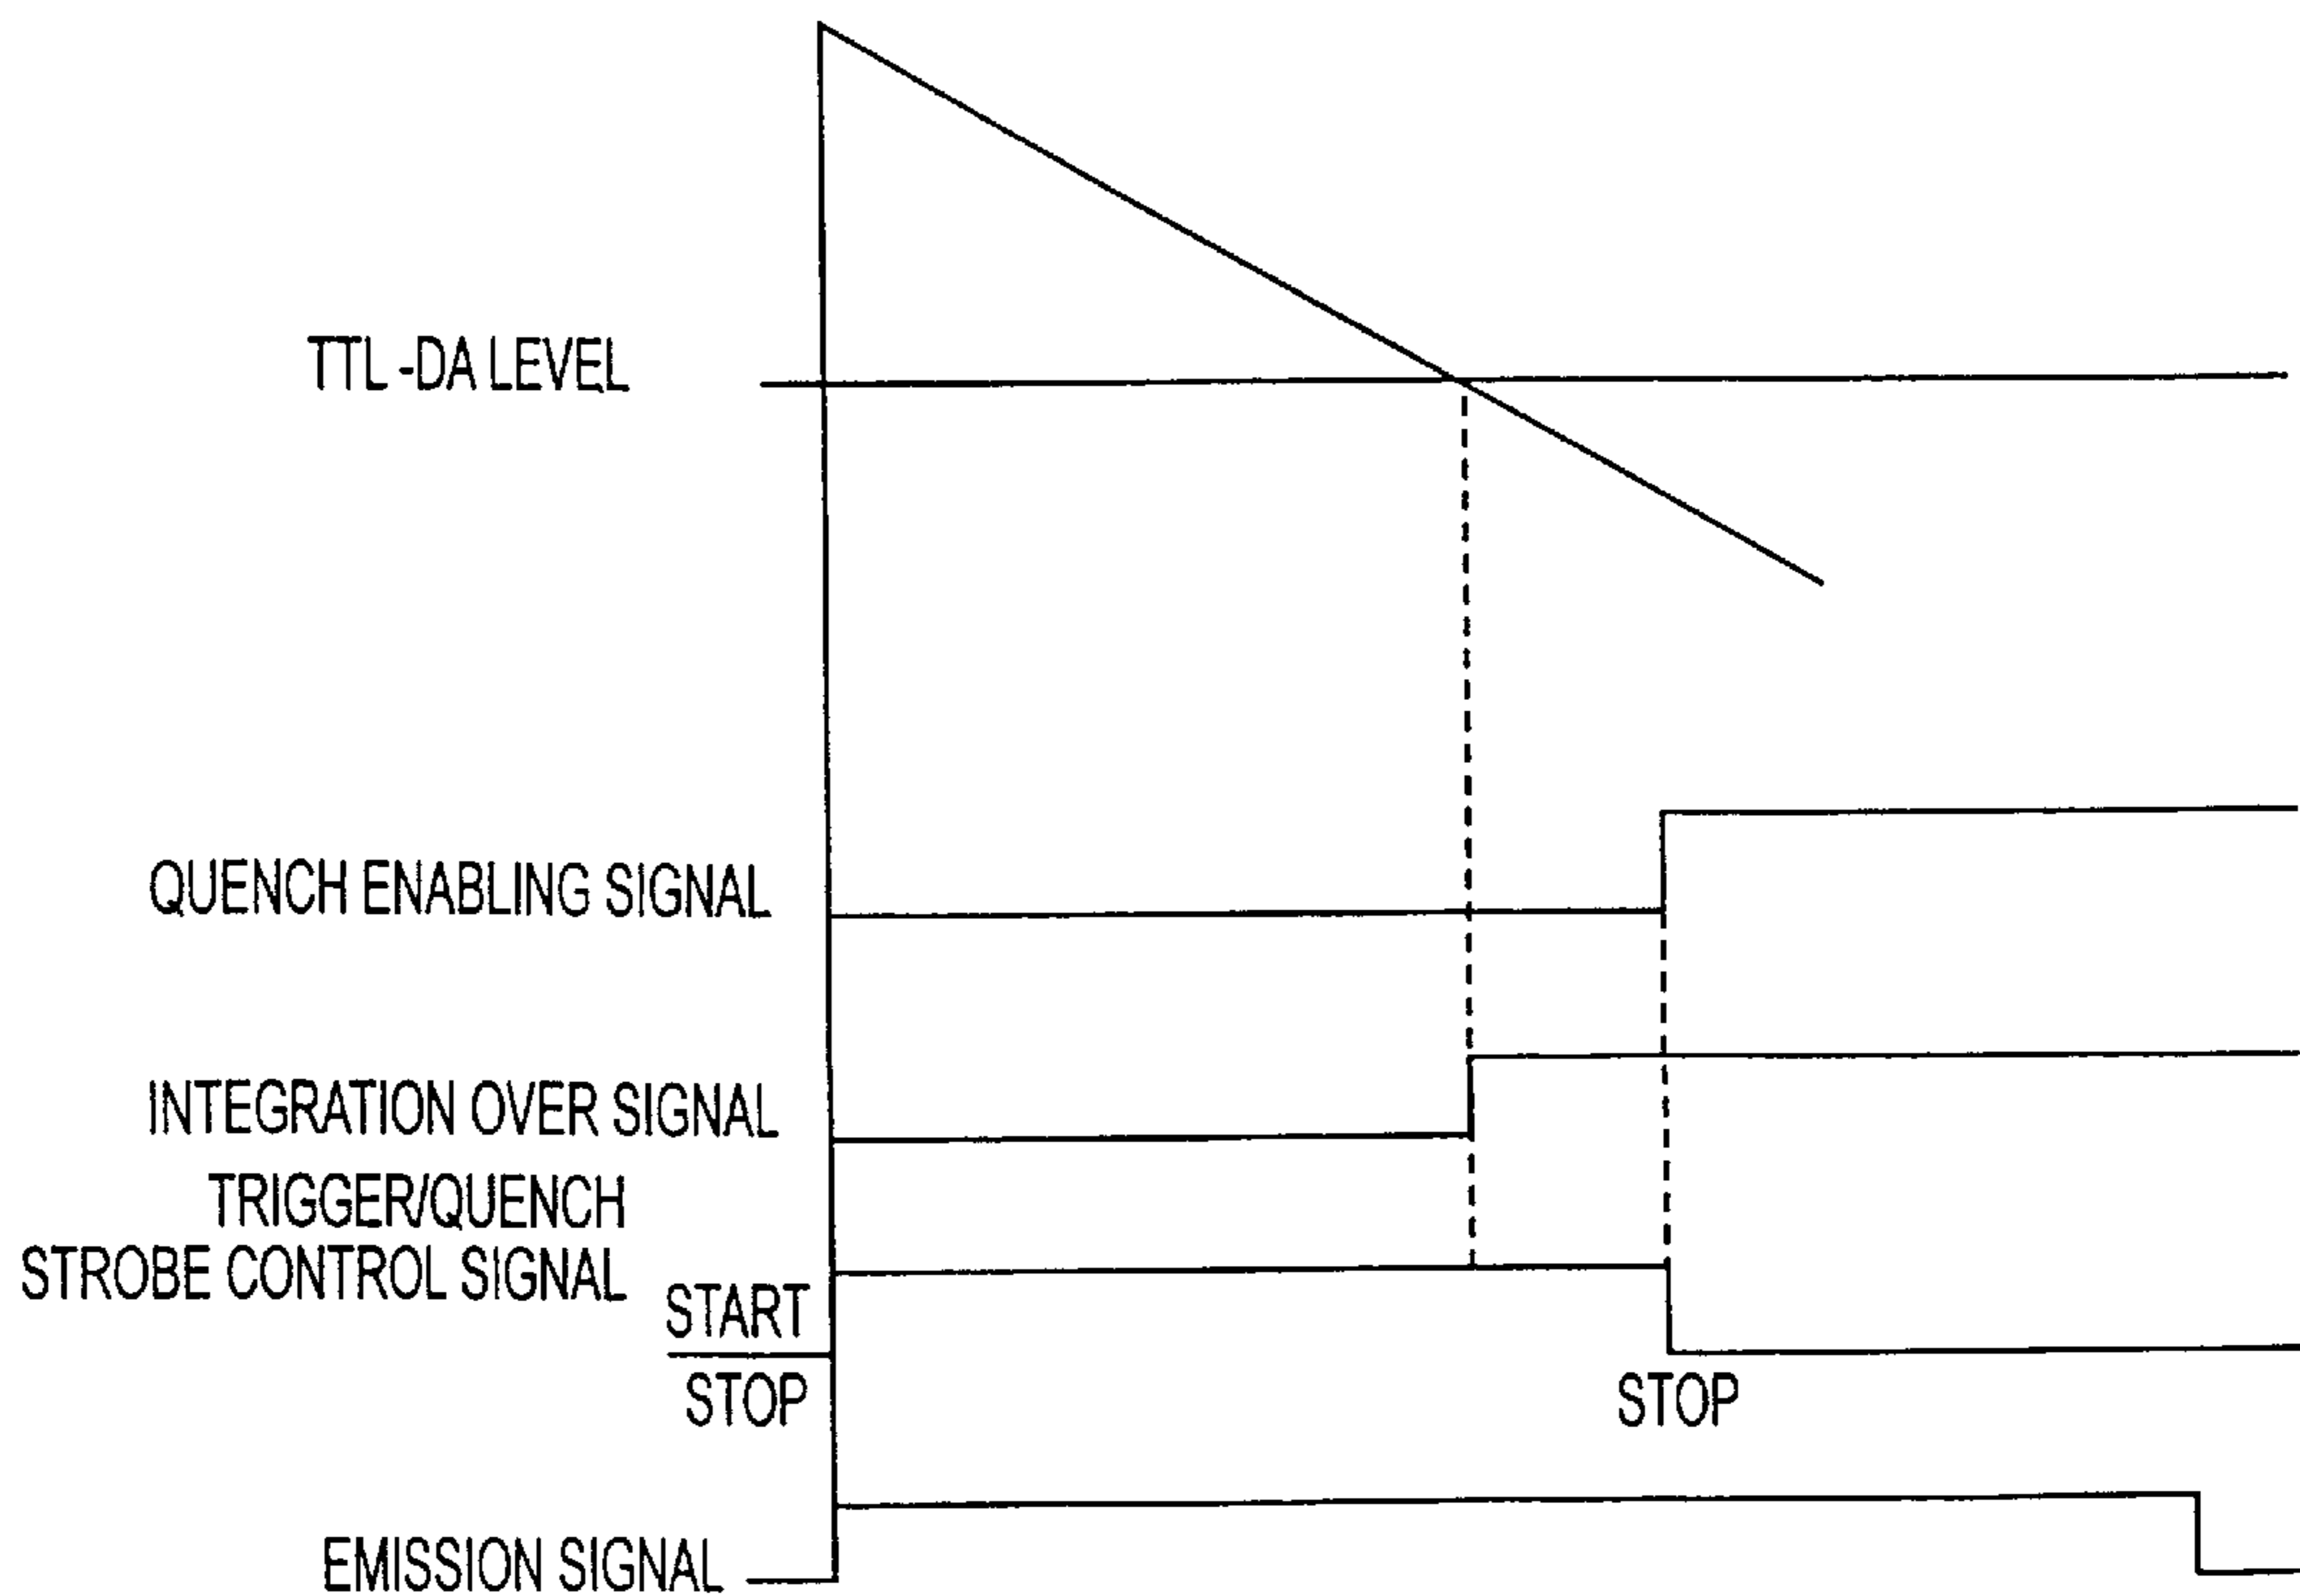 TTL-DA LEVEL
QUENCH ENABLING SIGNAL
INTEGRATION OVER SIGNAL
TRIGGER/QUENCH
STROBE CONTROL SIGNAL
START
STOP
STOP
EMISSION SIGNAL